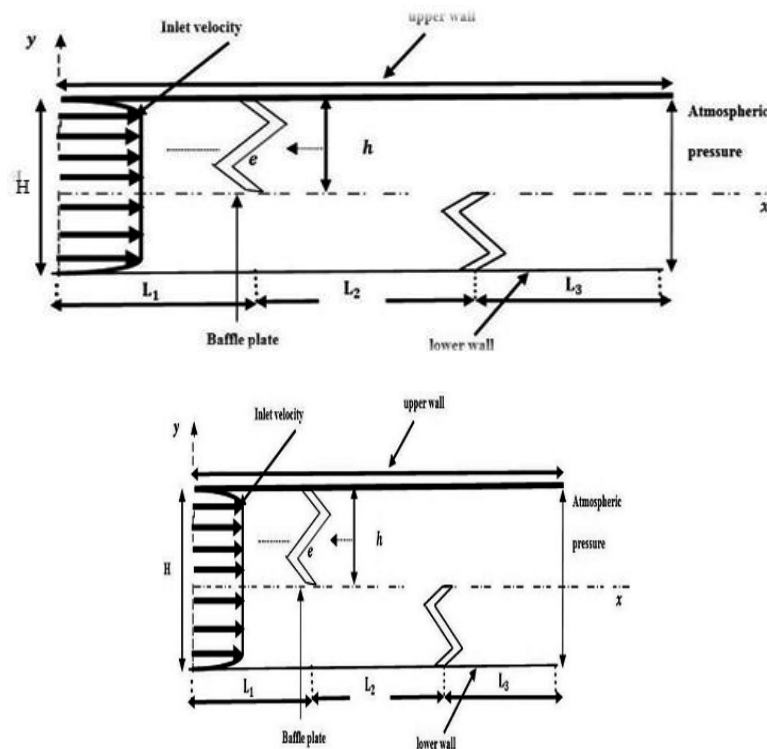 upper wall
Inlet velocity
y
Atmospheric
pressure
e
h
H
x
L1
L2
L3
Baffle plate
lower wall
upper wall
Inlet velocity
y
Atmospheric
pressure
e
h
H
x
L1
L2
L3
Baffle plate
lower wall